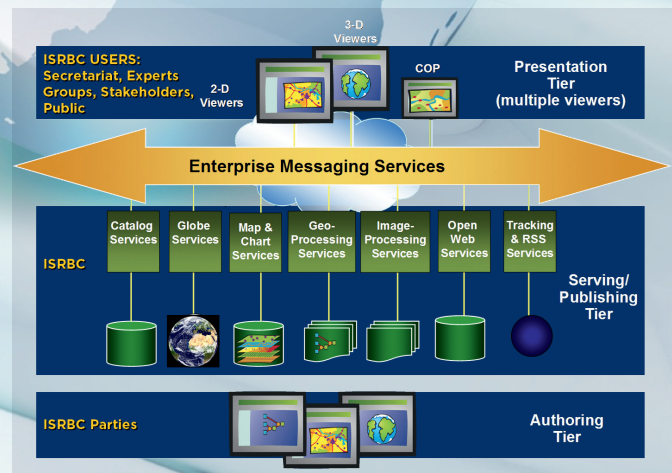 3-D
Viewers
ISRBC USERS:
Secretariat, Experts
Groups, Stakeholders,
Public
2-D
Viewers
COP
Presentation
Tier
(multiple viewers)
Enterprise Messaging Services
Catalog
Services
Globe
Services
Map &
Chart
Services
Geo-
Processing
Services
Image-
Processing
Services
Open
Web
Services
Tracking
& RSS
Services
ISRBC
Serving/
Publishing
Tier
ISRBC Parties
Authoring
Tier